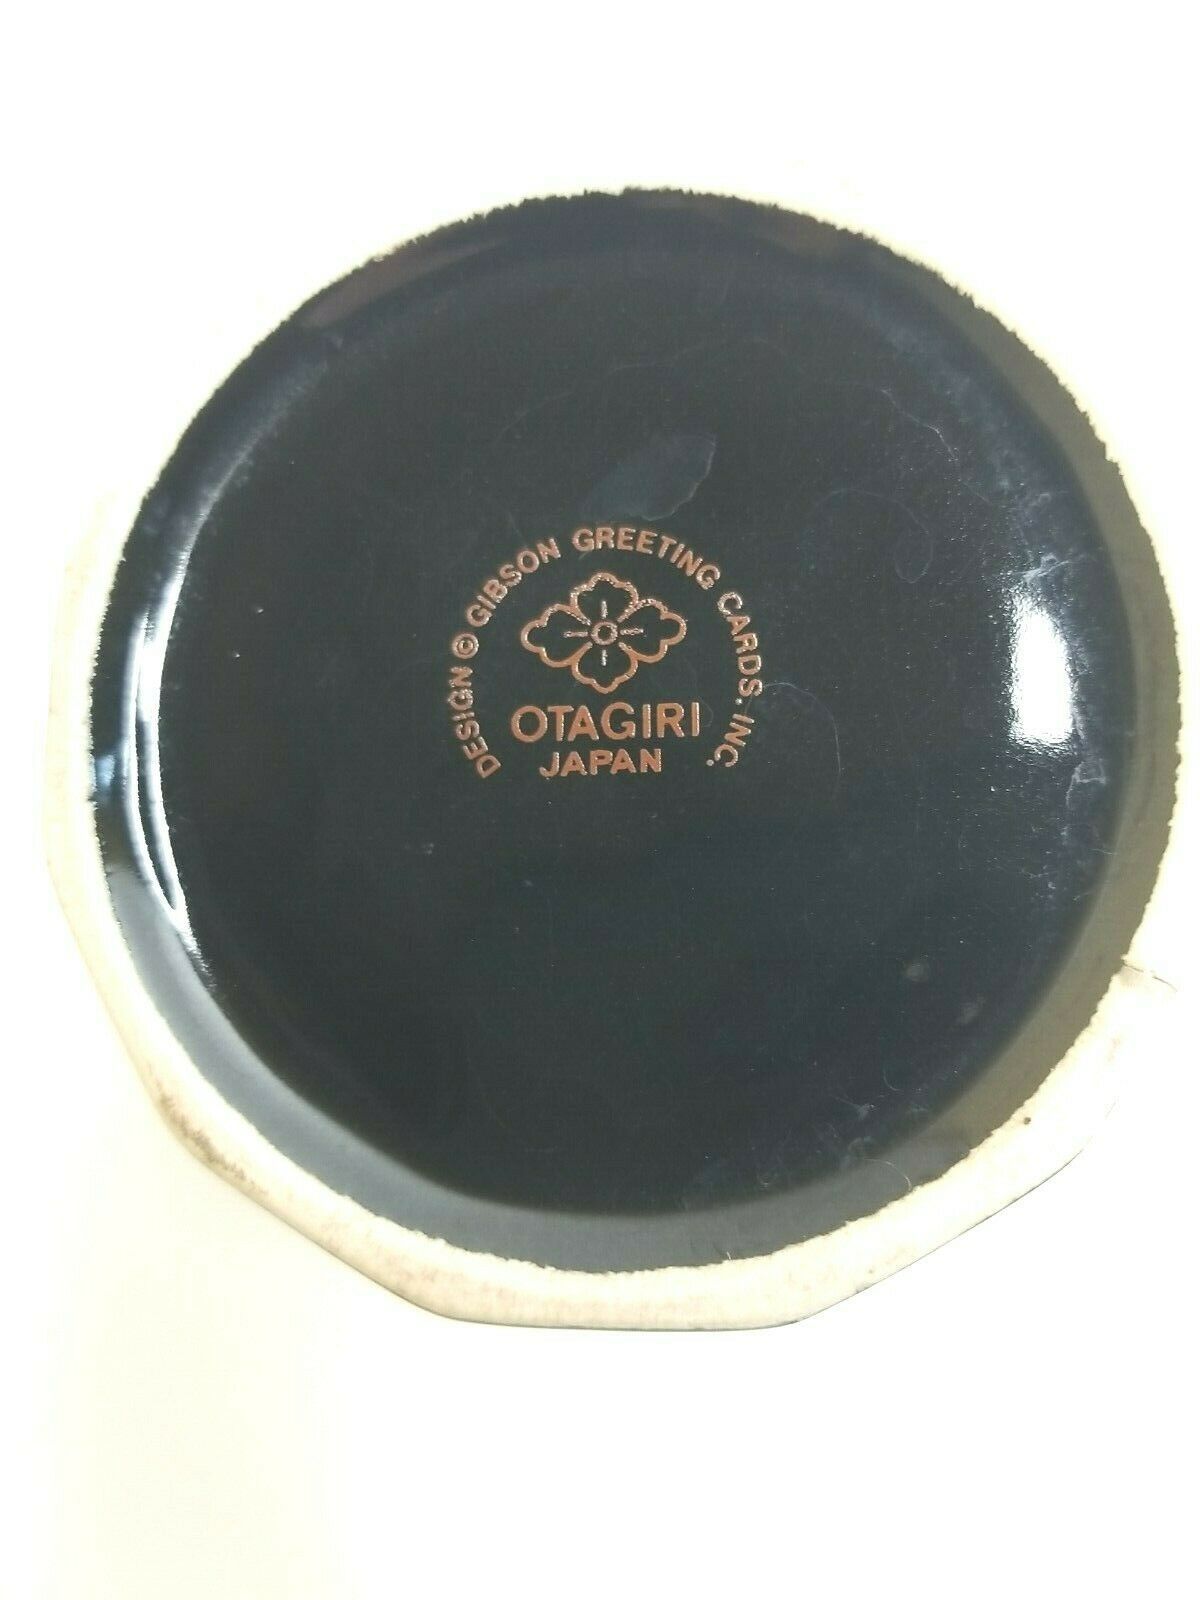 DESIGN © GIBSON GREETING CARDS, INC.
OTAGIRI
JAPAN